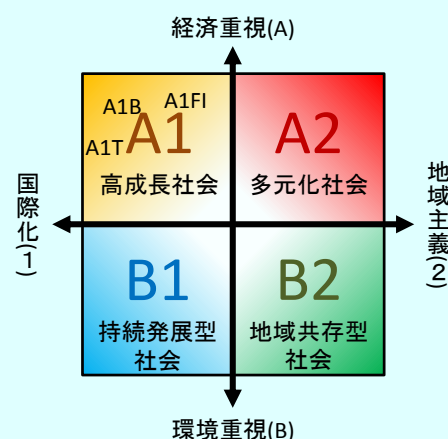 経済重視(A)
A1B
A1FI
A1T
A1
高成長社会
A2
多元化社会
国際化(1)
地域主義(2)
B1
持続発展型
社会
B2
地域共存型
社会
環境重視(B)